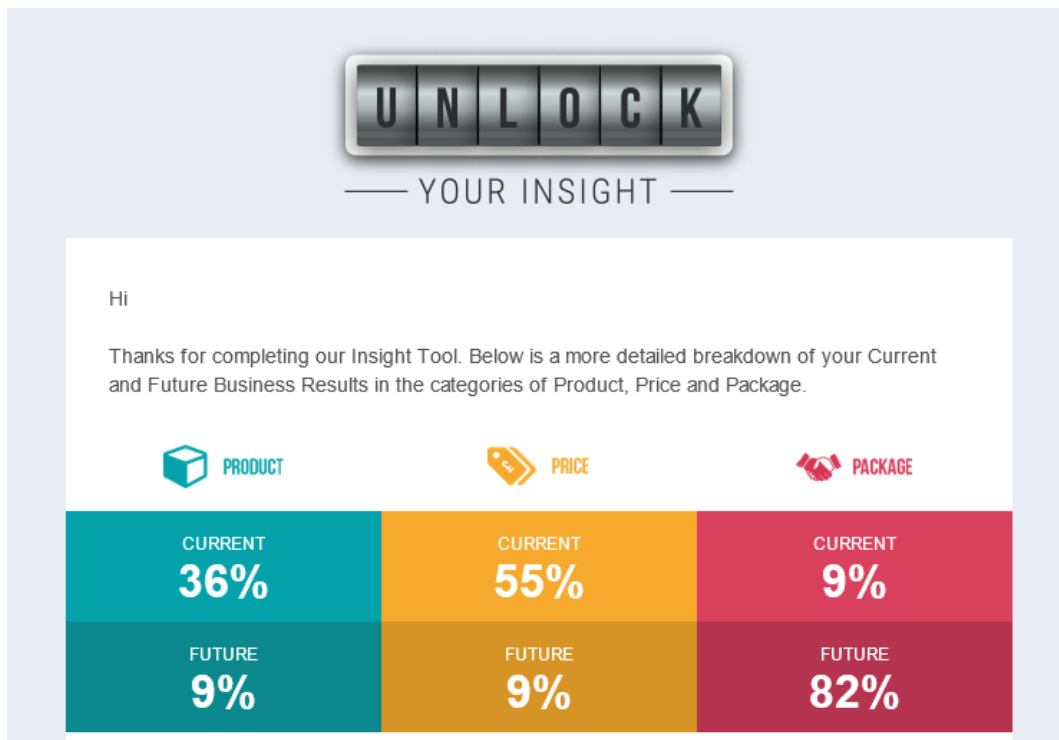 UNLOCK
YOUR INSIGHT
Hi
Thanks for completing our Insight Tool. Below is a more detailed breakdown of your Current
and Future Business Results in the categories of Product, Price and Package.
PRODUCT PRICE PACKAGE
CURRENT CURRENT CURRENT
36% 55% 9%
FUTURE FUTURE FUTURE
9% 9% 82%